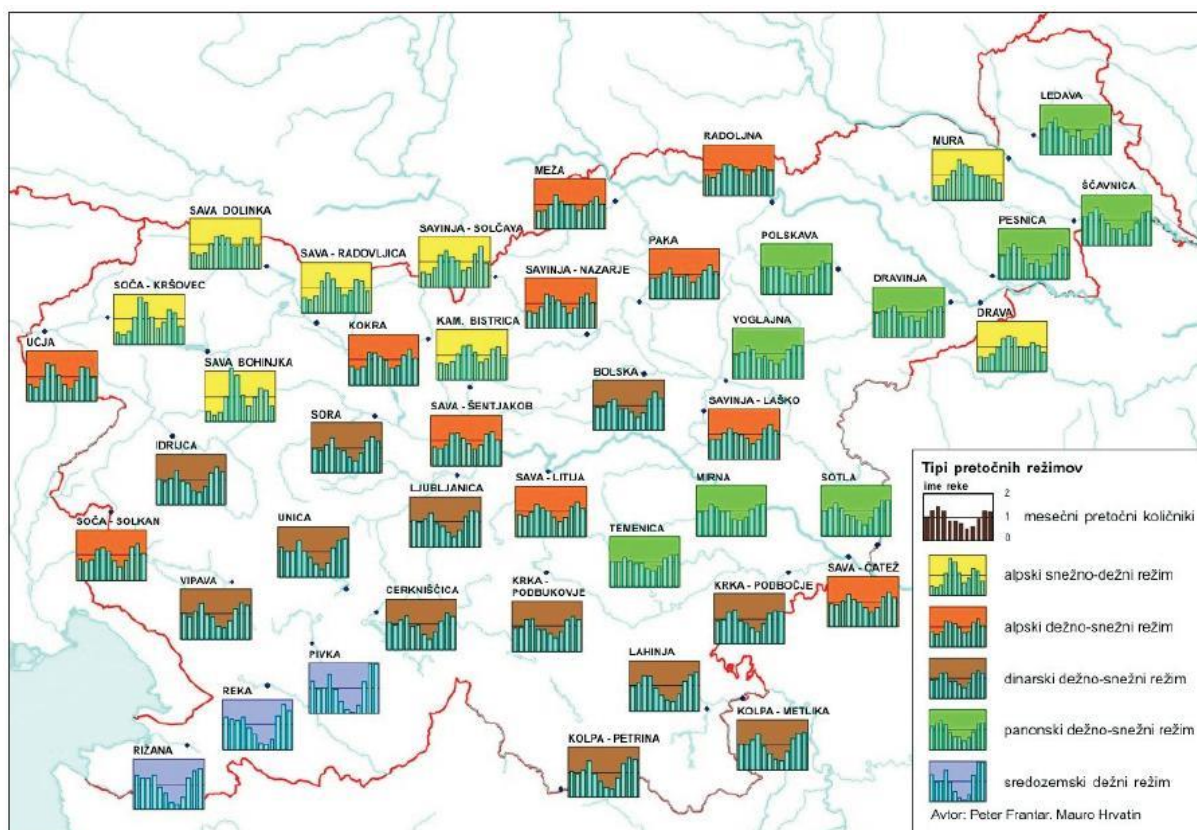 LEDAVA
RADOLJNA
MURA
MEŽA
ŠČAVNICA
SAVA DOLINKA
PESNICA
SAVINJA - SOLČAVA
POLSKAVA
PAKA
SAVA - RADOVLJICA
SAVINJA - NAZARJE
DRAVINJA
SOČA - KRŠOVEC
KOKRA
KAM. BISTRICA
VOGLAJNA
DRAVA
UČJA
SAVA BOHINJKA
BOLSKA
SORA
SAVA - ŠENTJAKOB
SAVINJA - LAŠKO
IDRIJCA
LJUBLJANICA
SAVA - LITIJA
MIRNA
SOTLA
SOČA - SOLKAN
UNICA
TEMENICA
VIPAVA
CERKNIŠČICA
KRKA -
PODBUKOVJE
KRKA - PODBOČJE
SAVA - ČATEŽ
PIVKA
LAHINJA
REKA
KOLPA - METLIKA
RIŽANA
KOLPA - PETRINA
Tipi pretočnih režimov
ime reke
2
1
0
mesečni pretočni količniki
alpski snežno-dežni režim
alpski dežno-snežni režim
dinarski dežno-snežni režim
panonski dežno-snežni režim
sredozemski dežni režim
Avtor: Peter Frantar, Mauro Hrvatin